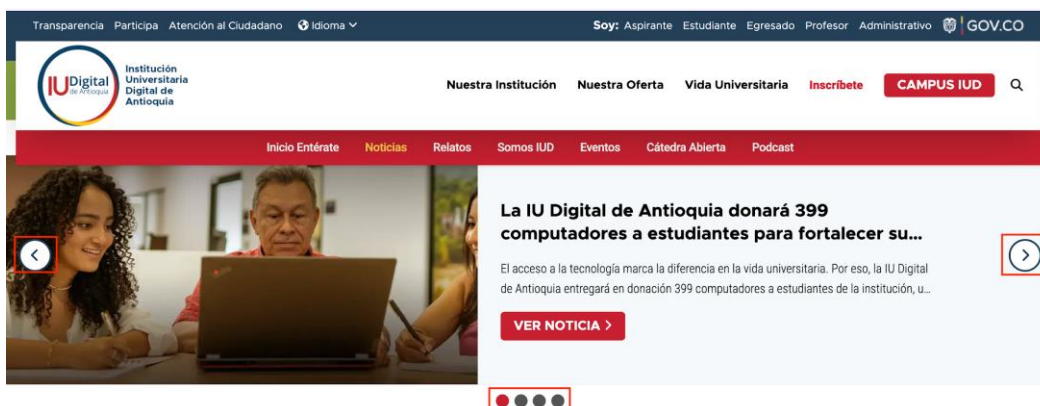 Transparencia Participa Atención al Ciudadano Idioma Soy: Aspirante Estudiante Egresado Profesor Administrativo GOV.CO
IUDigital
de Antioquia
Institución
Universitaria
Digital de
Antioquia
Nuestra Institución Nuestra Oferta Vida Universitaria Inscríbete CAMPUS IUD
Inicio Entérate Noticias Relatos Somos IUD Eventos Cátedra Abierta Podcast
La IU Digital de Antioquia donará 399
computadores a estudiantes para fortalecer su...
El acceso a la tecnología marca la diferencia en la vida universitaria. Por eso, la IU Digital
de Antioquia entregará en donación 399 computadores a estudiantes de la institución, u...
VER NOTICIA >